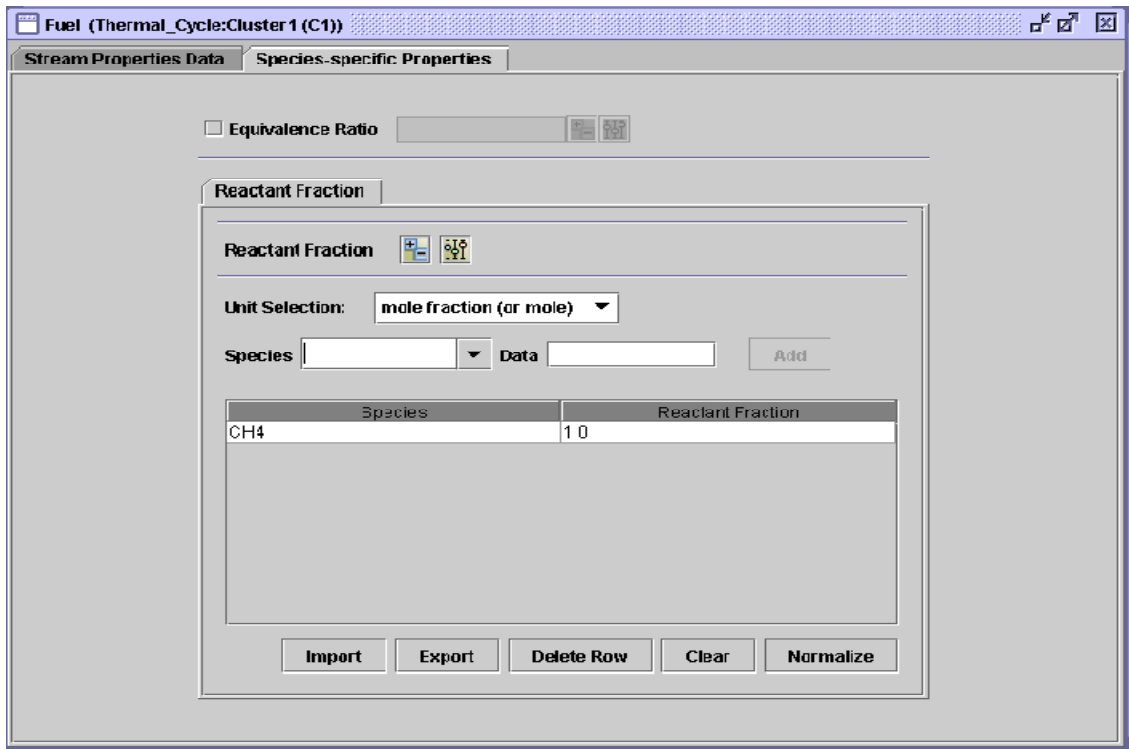 Fuel (Thermal_Cycle:Cluster1 (C1))
Stream Properties Data Species-specific Properties
Equivalence Ratio
Reactant Fraction
Reactant Fraction
Unit Selection: mole fraction (or mole)
Species Data Add
Species Reactant Fraction
CH4 1.0
Import Export Delete Row Clear Normalize